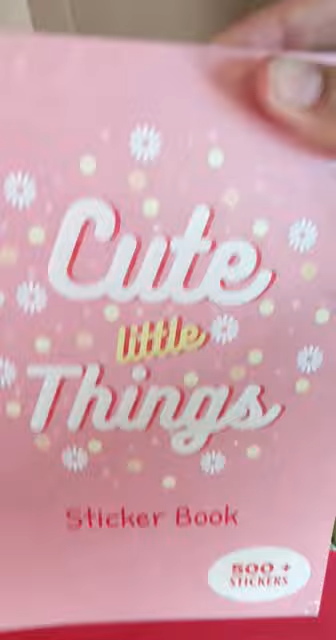 Cute
little
Things
Sticker Book
500 +
STICKERS